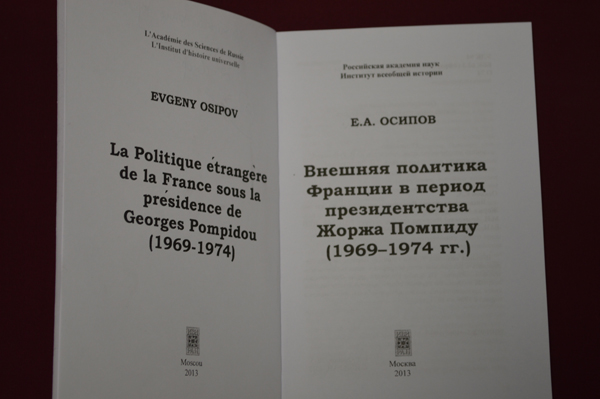 L'Académie des Sciences de Russie
L'Institut d'histoire universelle
EVGENY OSIPOV
La Politique étrangère
de la France sous la
présidence de
Georges Pompidou
(1969-1974)
Moscou
2013
Российская академия наук
Институт всеобщей истории
Е.А. ОСИПОВ
Внешняя политика
Франции в период
президентства
Жоржа Помпиду
(1969–1974 гг.)
Москва
2013